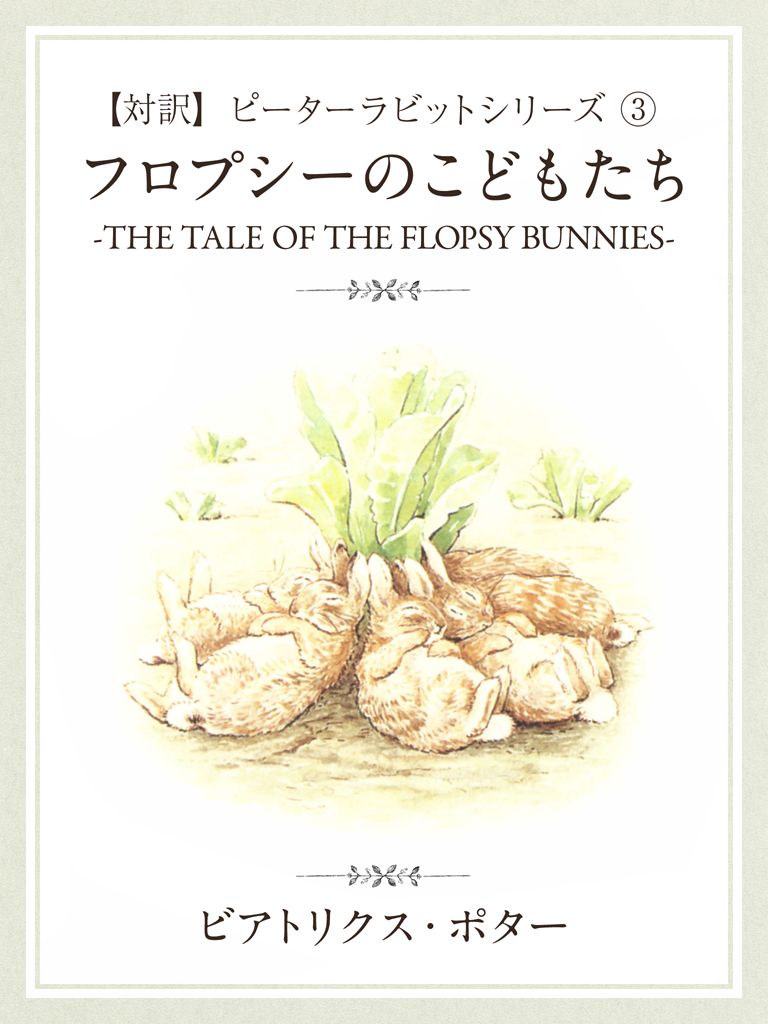 【対訳】 ピーターラビットシリーズ ③
フロプシーのこどもたち
-THE TALE OF THE FLOPSY BUNNIES-
ビアトリクス・ポター